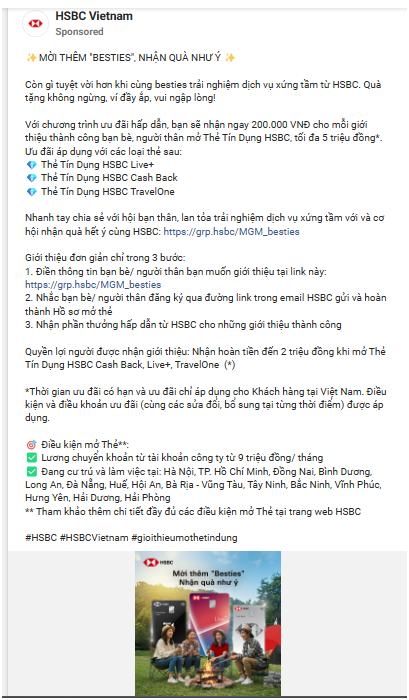 HSBC Vietnam
Sponsored
✨ MỜI THÊM "BESTIES", NHẬN QUÀ NHƯ Ý ✨
Còn gì tuyệt vời hơn khi cùng besties trải nghiệm dịch vụ xứng tầm từ HSBC. Quà
tặng không ngừng, ví đầy ắp, vui ngập lòng!
Với chương trình ưu đãi hấp dẫn, bạn sẽ nhận ngay 200.000 VNĐ cho mỗi giới
thiệu thành công bạn bè, người thân mở Thẻ Tín Dụng HSBC, tối đa 5 triệu đồng*.
Ưu đãi áp dụng với các loại thẻ sau:
💎 Thẻ Tín Dụng HSBC Live+
💎 Thẻ Tín Dụng HSBC Cash Back
💎 Thẻ Tín Dụng HSBC TravelOne
Nhanh tay chia sẻ với hội bạn thân, lan tỏa trải nghiệm dịch vụ xứng tầm với và cơ
hội nhận quà hết ý cùng HSBC: https://grp.hsbc/MGM_besties
Giới thiệu đơn giản chỉ trong 3 bước:
1. Điền thông tin bạn bè/ người thân bạn muốn giới thiệu tại link này:
https://grp.hsbc/MGM_besties
2. Nhắc bạn bè/ người thân đăng ký qua đường link trong email HSBC gửi và hoàn
thành Hồ sơ mở thẻ
3. Nhận phần thưởng hấp dẫn từ HSBC cho những giới thiệu thành công
Quyền lợi người được nhận giới thiệu: Nhận hoàn tiền đến 2 triệu đồng khi mở Thẻ
Tín Dụng HSBC Cash Back, Live+, TravelOne (*)
*Thời gian ưu đãi có hạn và ưu đãi chỉ áp dụng cho Khách hàng tại Việt Nam. Điều
kiện và điều khoản ưu đãi (cùng các sửa đổi, bổ sung tại từng thời điểm) được áp
dụng.
🎯 Điều kiện mở Thẻ**:
✅ Lương chuyển khoản từ tài khoản công ty từ 9 triệu đồng/ tháng
✅ Đang cư trú và làm việc tại: Hà Nội, TP. Hồ Chí Minh, Đồng Nai, Bình Dương,
Long An, Đà Nẵng, Huế, Hội An, Bà Rịa - Vũng Tàu, Tây Ninh, Bắc Ninh, Vĩnh Phúc,
Hưng Yên, Hải Dương, Hải Phòng
** Tham khảo thêm chi tiết đầy đủ các điều kiện mở Thẻ tại trang web HSBC
#HSBC #HSBCVietnam #gioithieumothetindung
HSBC
Mời thêm "Besties"
Nhận quà như ý
Live+